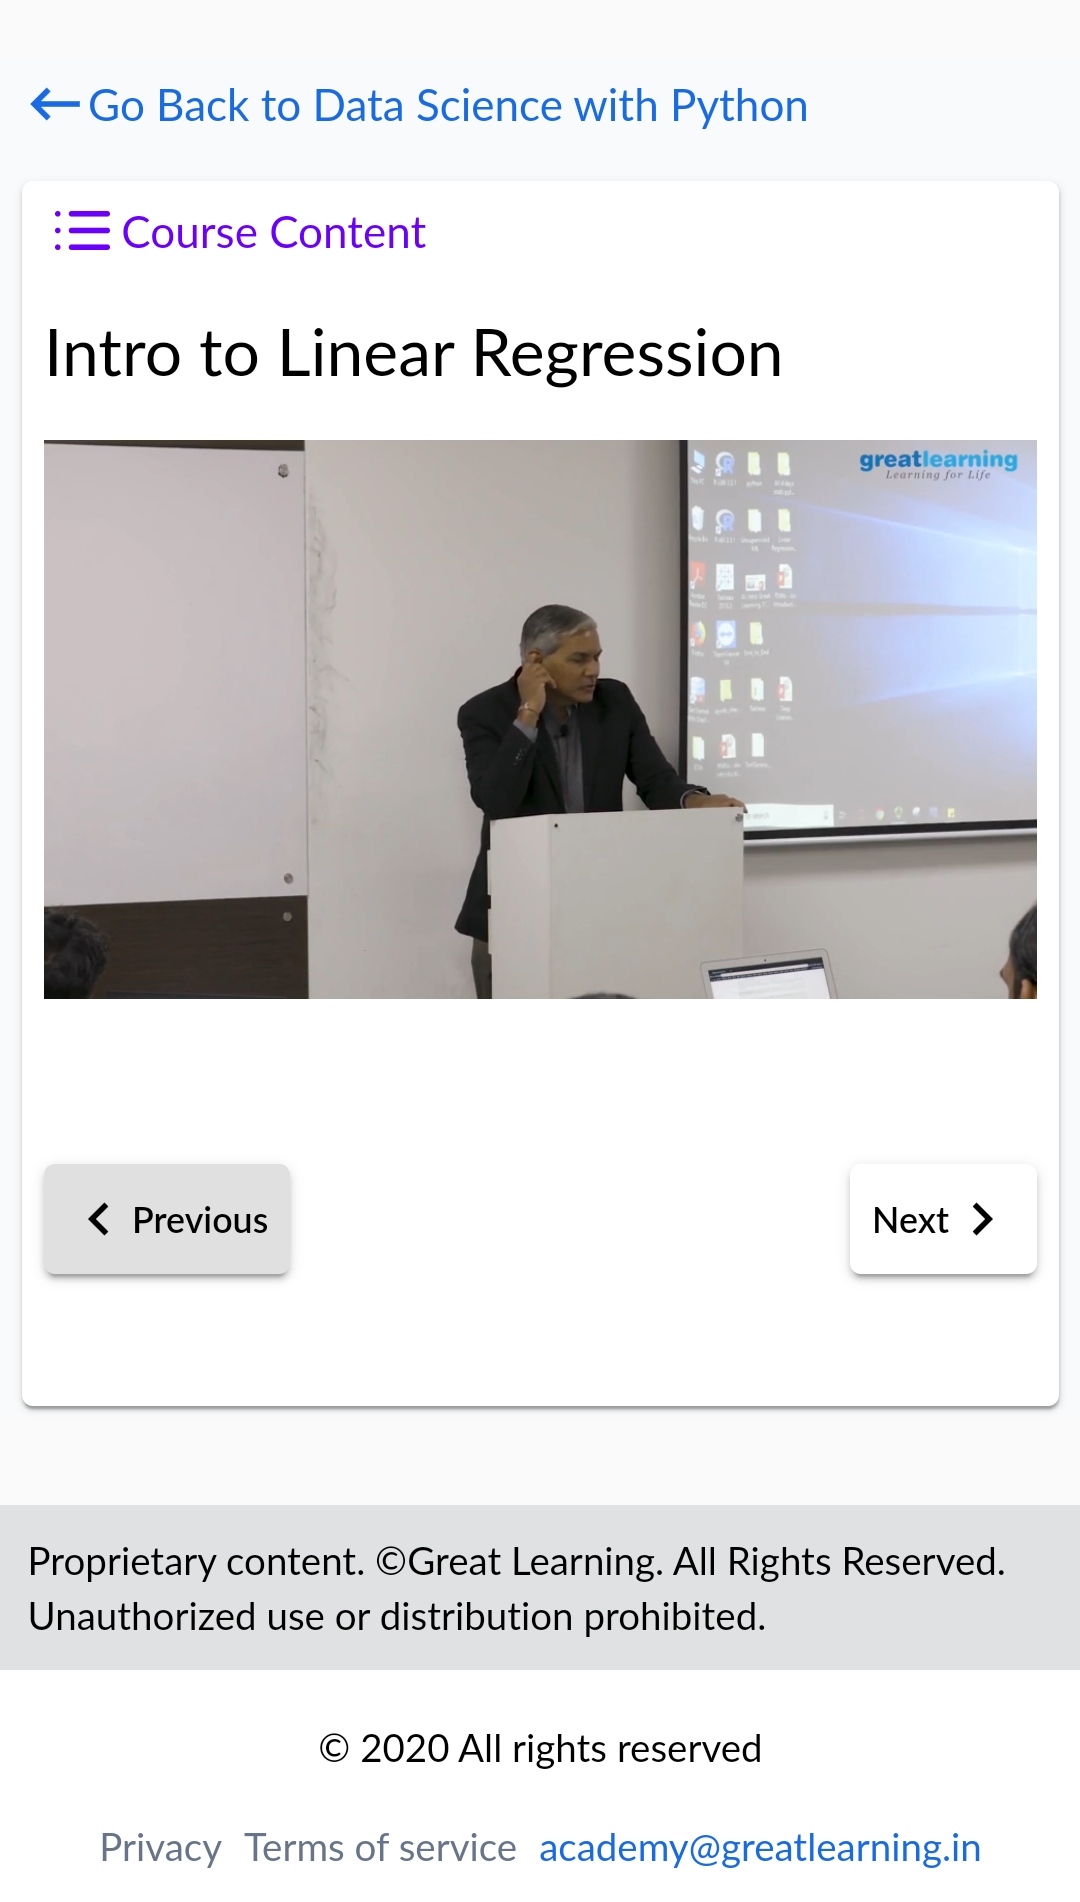 Go Back to Data Science with Python
Course Content
Intro to Linear Regression
greatlearning
Learning for Life
Previous
Next
Proprietary content. ©Great Learning. All Rights Reserved.
Unauthorized use or distribution prohibited.
© 2020 All rights reserved
Privacy Terms of service academy@greatlearning.in